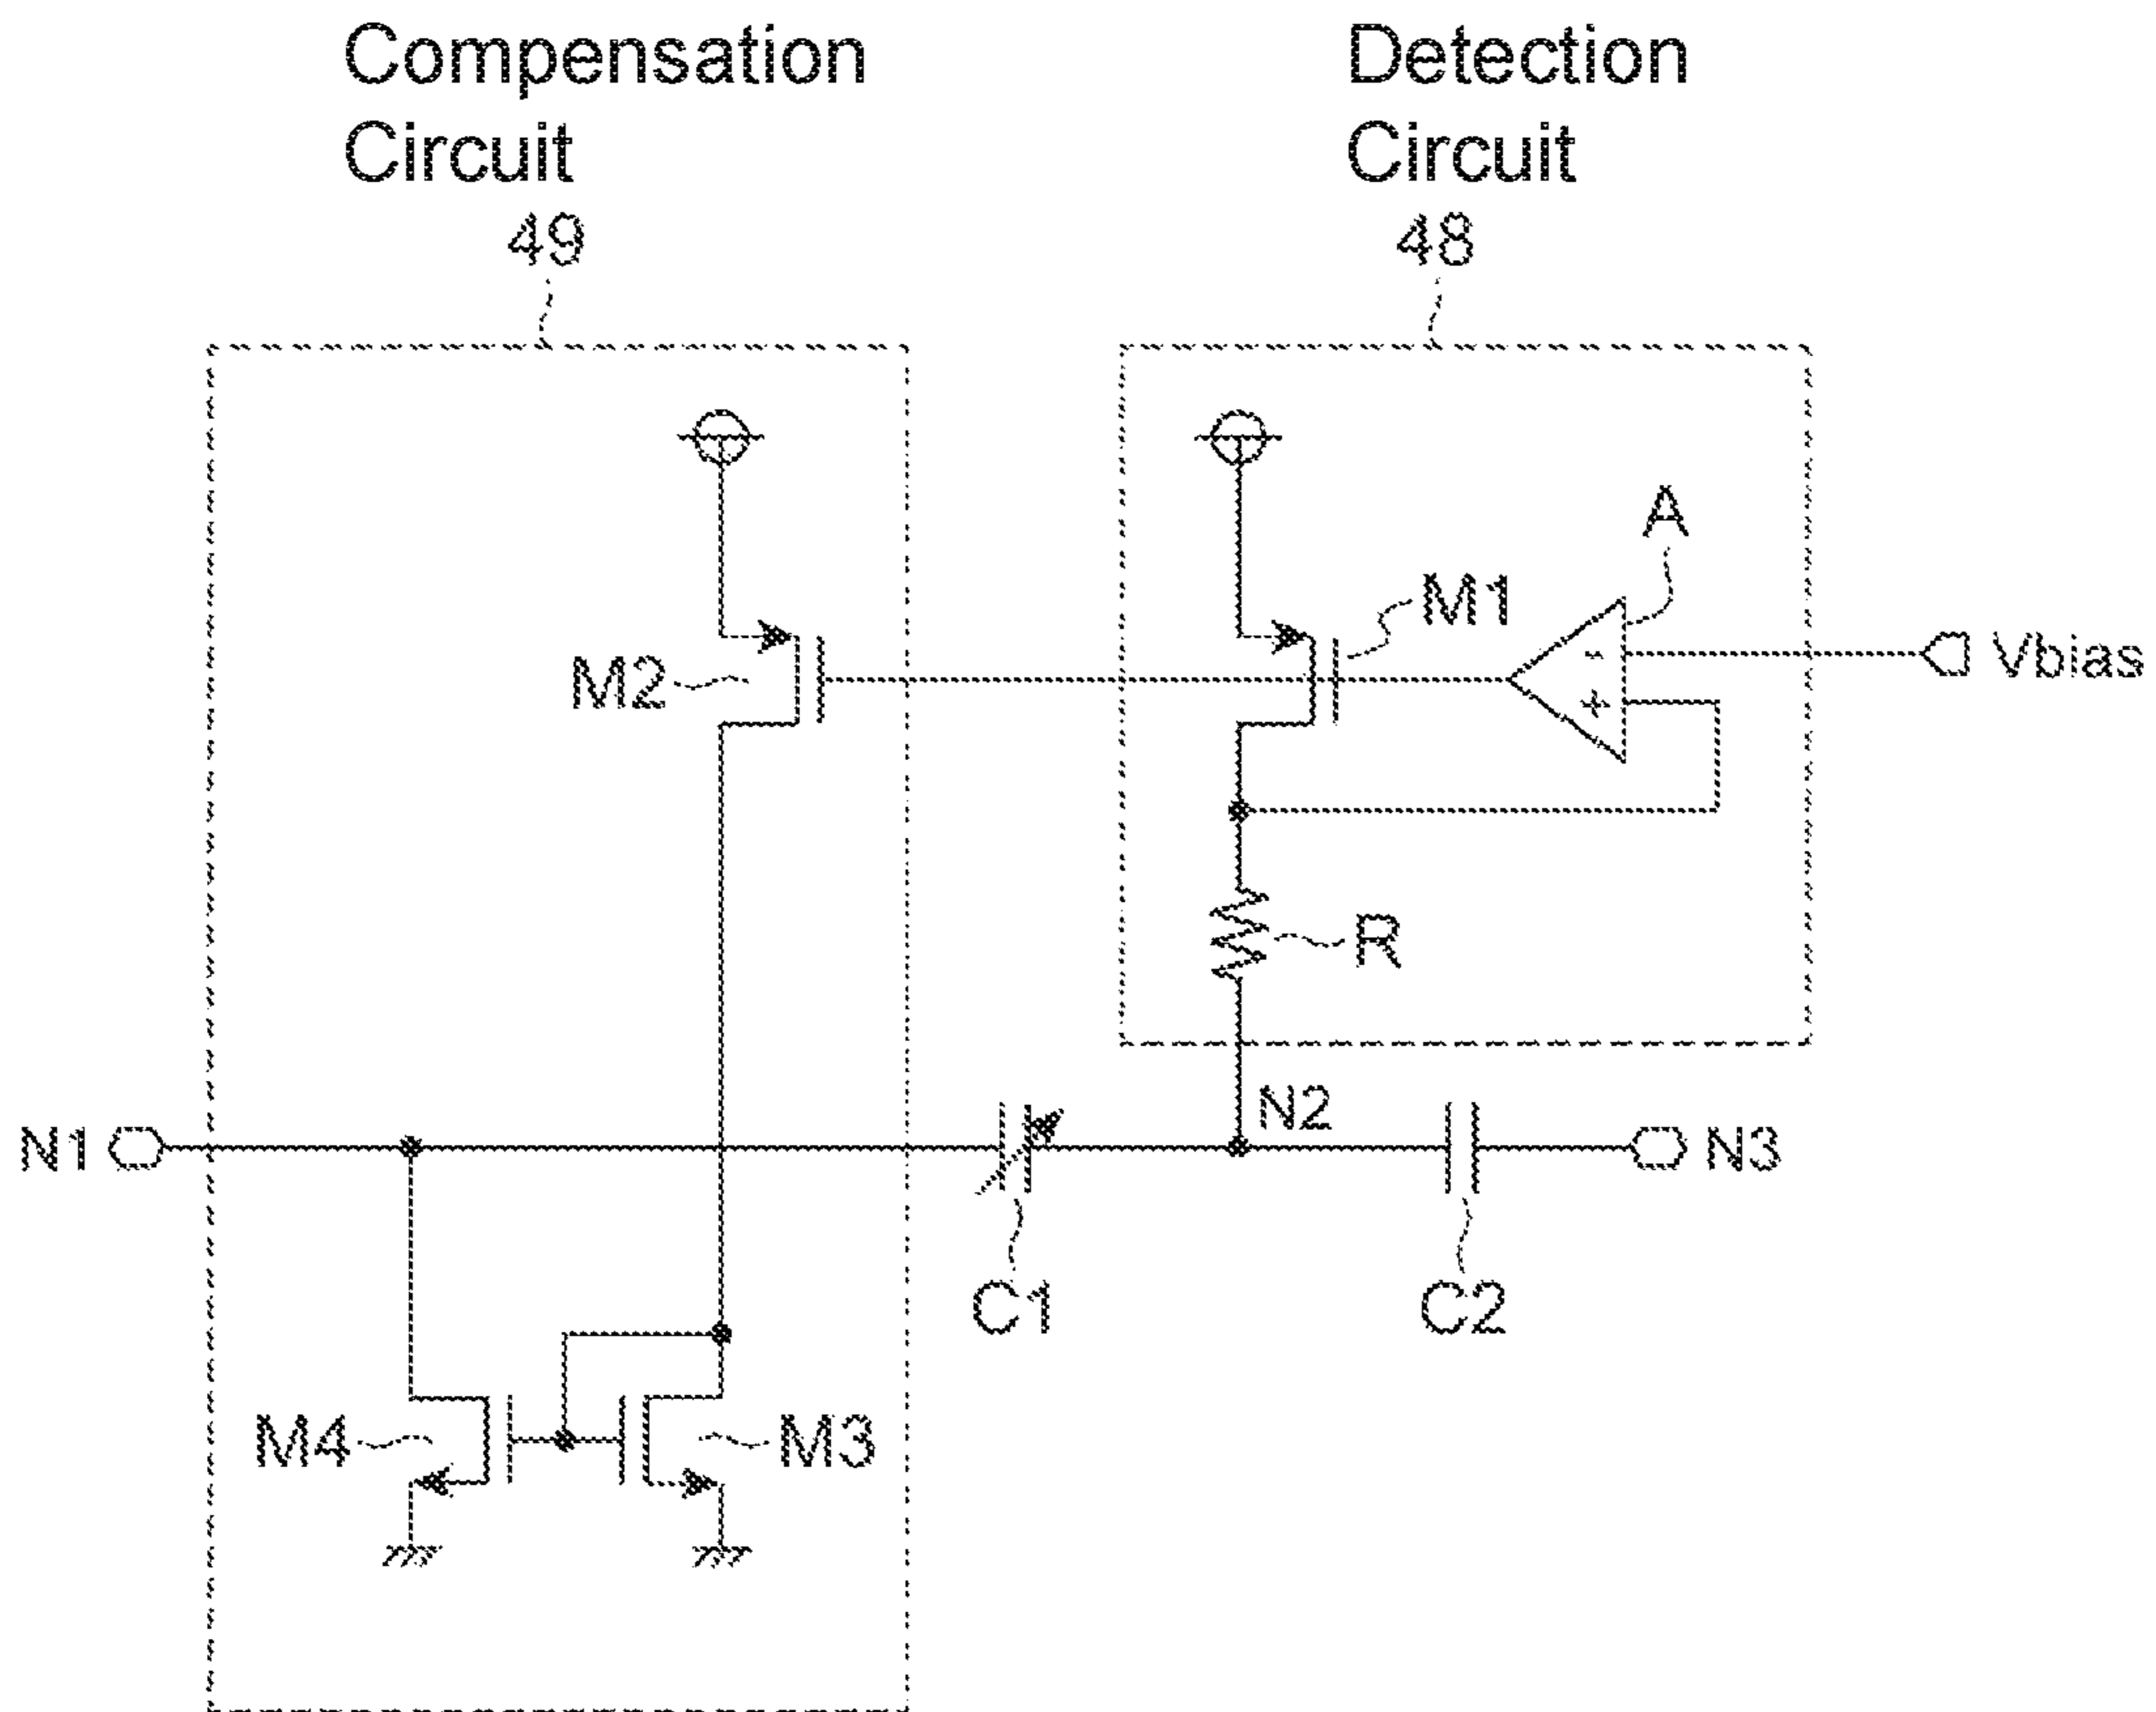 Compensation
Circuit
49
Detection
Circuit
48
A
M1
M2
-
+
Vbias
R
N1
N2
N3
C1
C2
M4
M3